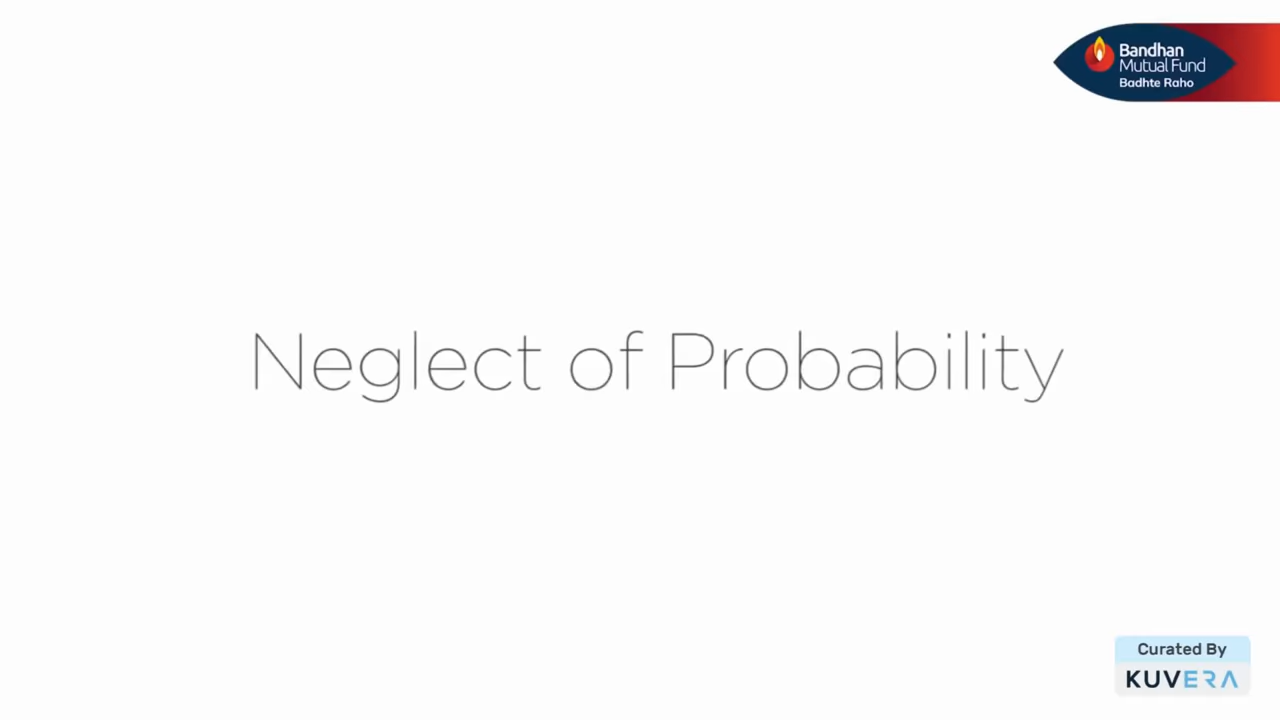 Bandhan
Mutual Fund
Badhte Raho
Neglect of Probability
Curated By
KUVERA